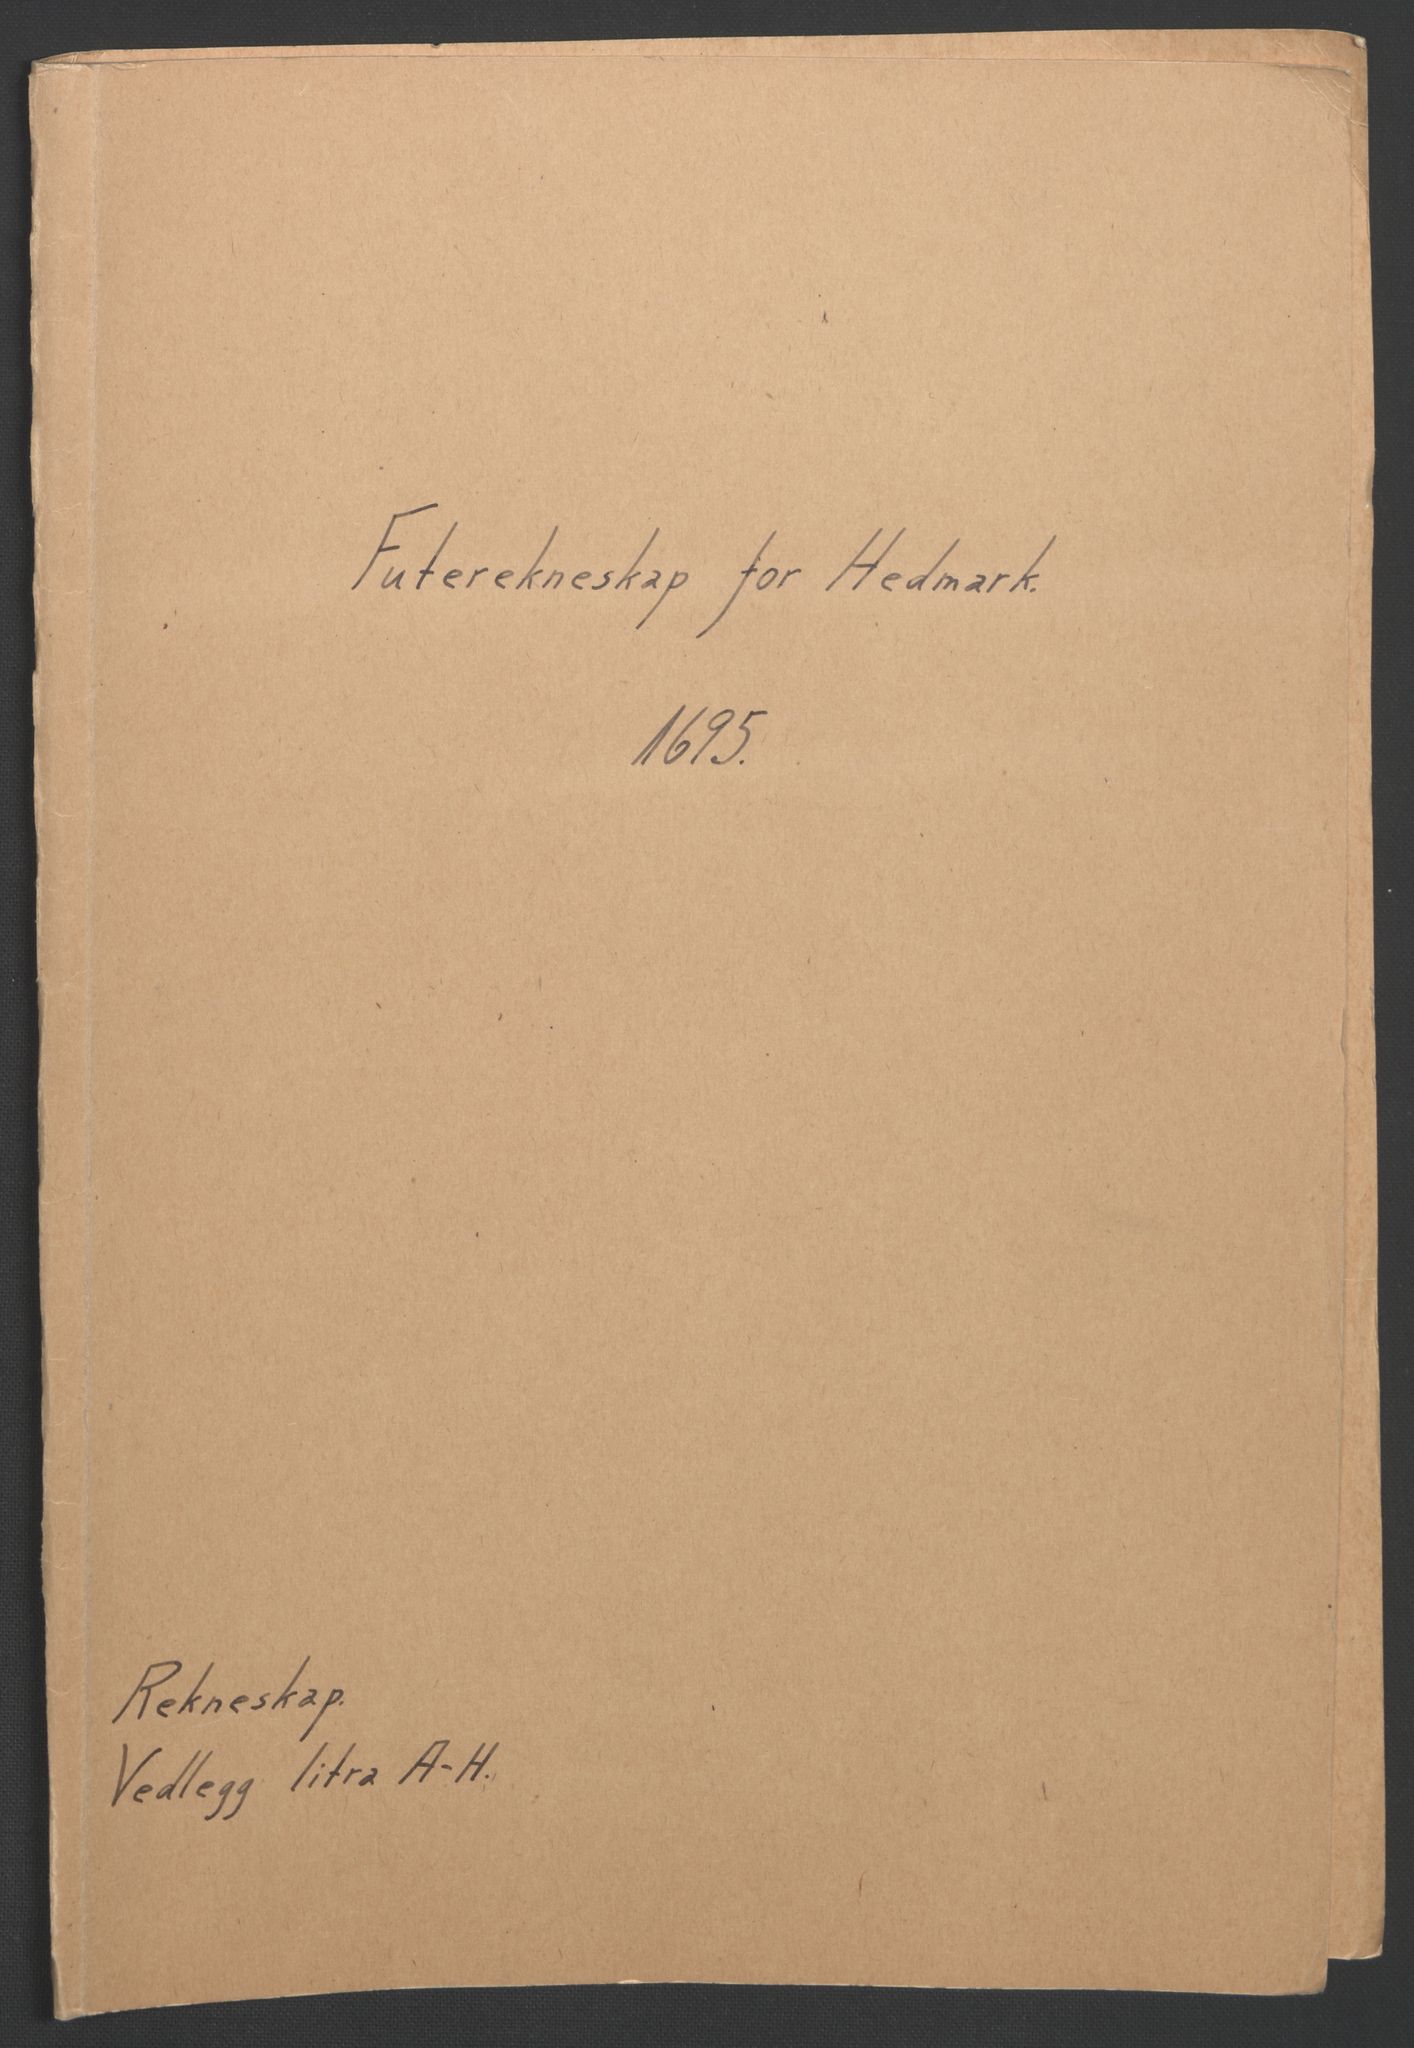 Futerekneskap for Hedmark.
1695.
Rekneskap.
Vedlegg litra A-H.